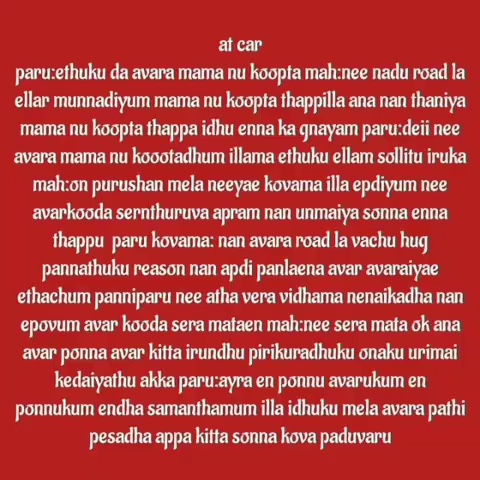 at car
paru:ethuku da avara mama nu koopta mah:nee nadu road la
ellar munnadiyum mama nu koopta thappilla ana nan thaniya
mama nu koopta thappa idhu enna ka gnayam paru:deii nee
avara mama nu koootadhum illama ethuku ellam sollitu iruka
mah:on purushan mela neeyae kovama illa epdiyum nee
avarkooda sernthuruva apram nan unmaiya sonna enna
thappu paru kovama: nan avara road la vachu hug
pannathuku reason nan apdi panlaena avar avaraiyae
ethachum panniparu nee atha vera vidhama nenaikadha nan
epovum avar kooda sera mataen mah:nee sera mata ok ana
avar ponna avar kitta irundhu pirikuradhuku onaku urimai
kedaiyathu akka paru:ayra en ponnu avarukum en
ponnukum endha samanthamum illa idhuku mela avara pathi
pesadha appa kitta sonna kova paduvaru